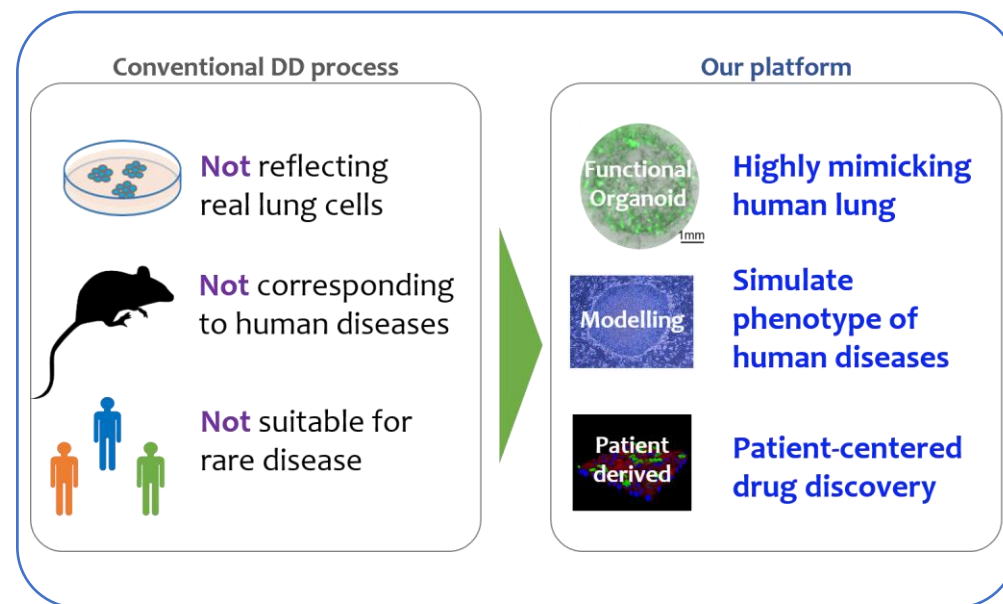 Conventional DD process
Not reflecting
real lung cells
Not corresponding
to human diseases
Not suitable for
rare disease
Our platform
Functional
Organoid
1mm
Highly mimicking
human lung
Modelling
Simulate
phenotype of
human diseases
Patient
derived
Patient-centered
drug discovery